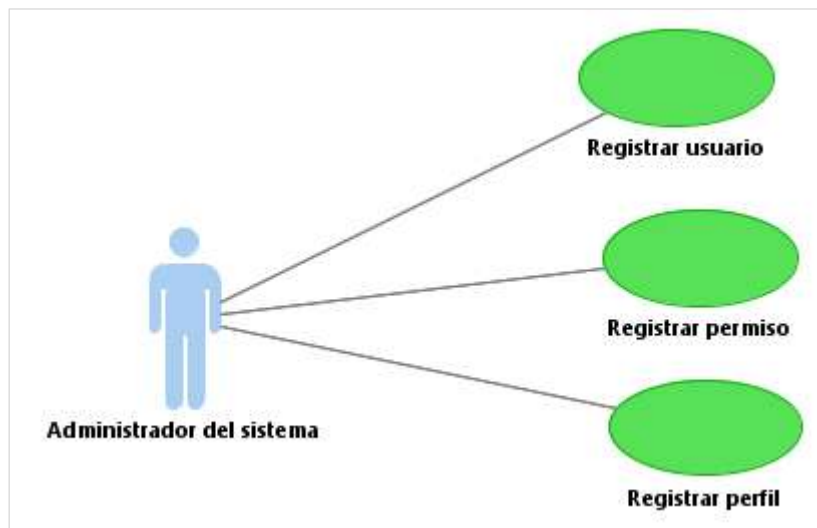 Registrar usuario
Registrar permiso
Administrador del sistema
Registrar perfil